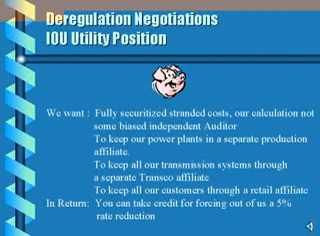 Deregulation Negotiations
IOU Utility Position
We want : Fully securitized stranded costs, our calculation not
some biased independent Auditor
To keep our power plants in a separate production
affiliate.
To keep all our transmission systems through
a separate Transco affiliate
To keep all our customers through a retail affiliate
In Return: You can take credit for forcing out of us a 5%
rate reduction